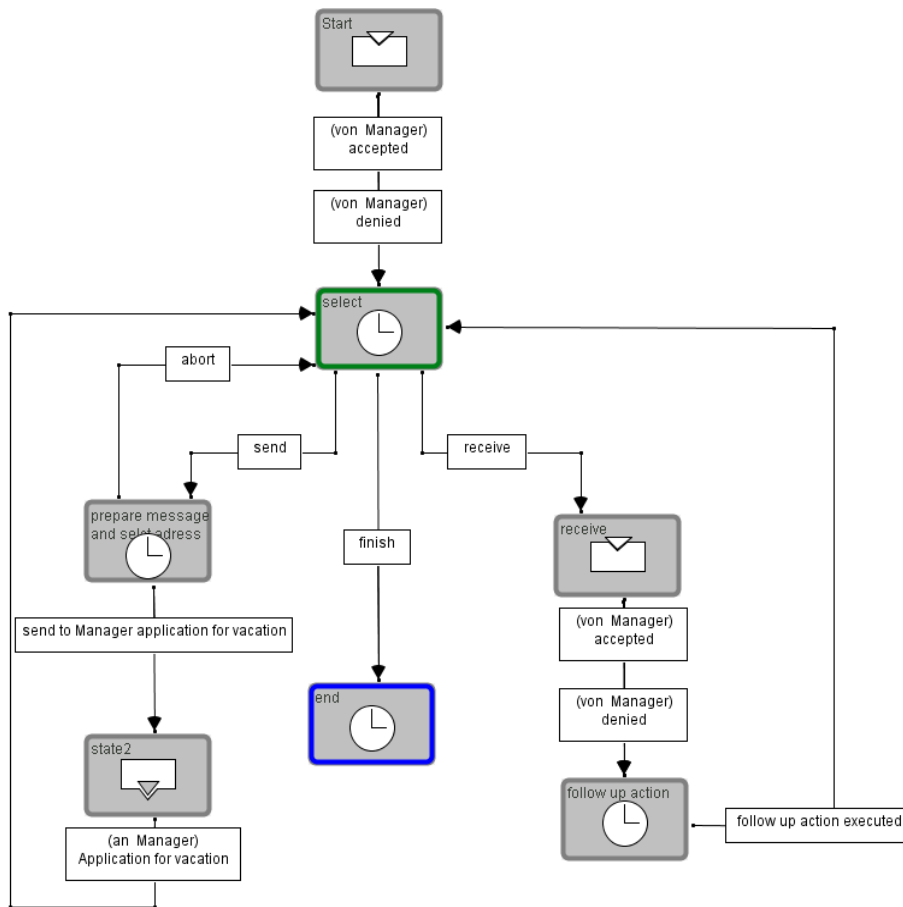 Start
(von Manager)
accepted
(von Manager)
denied
select
abort
send
receive
prepare message
and selct adress
finish
receive
send to Manager application for vacation
(von Manager)
accepted
end
(von Manager)
denied
state2
follow up action
follow up action executed
(an Manager)
Application for vacation